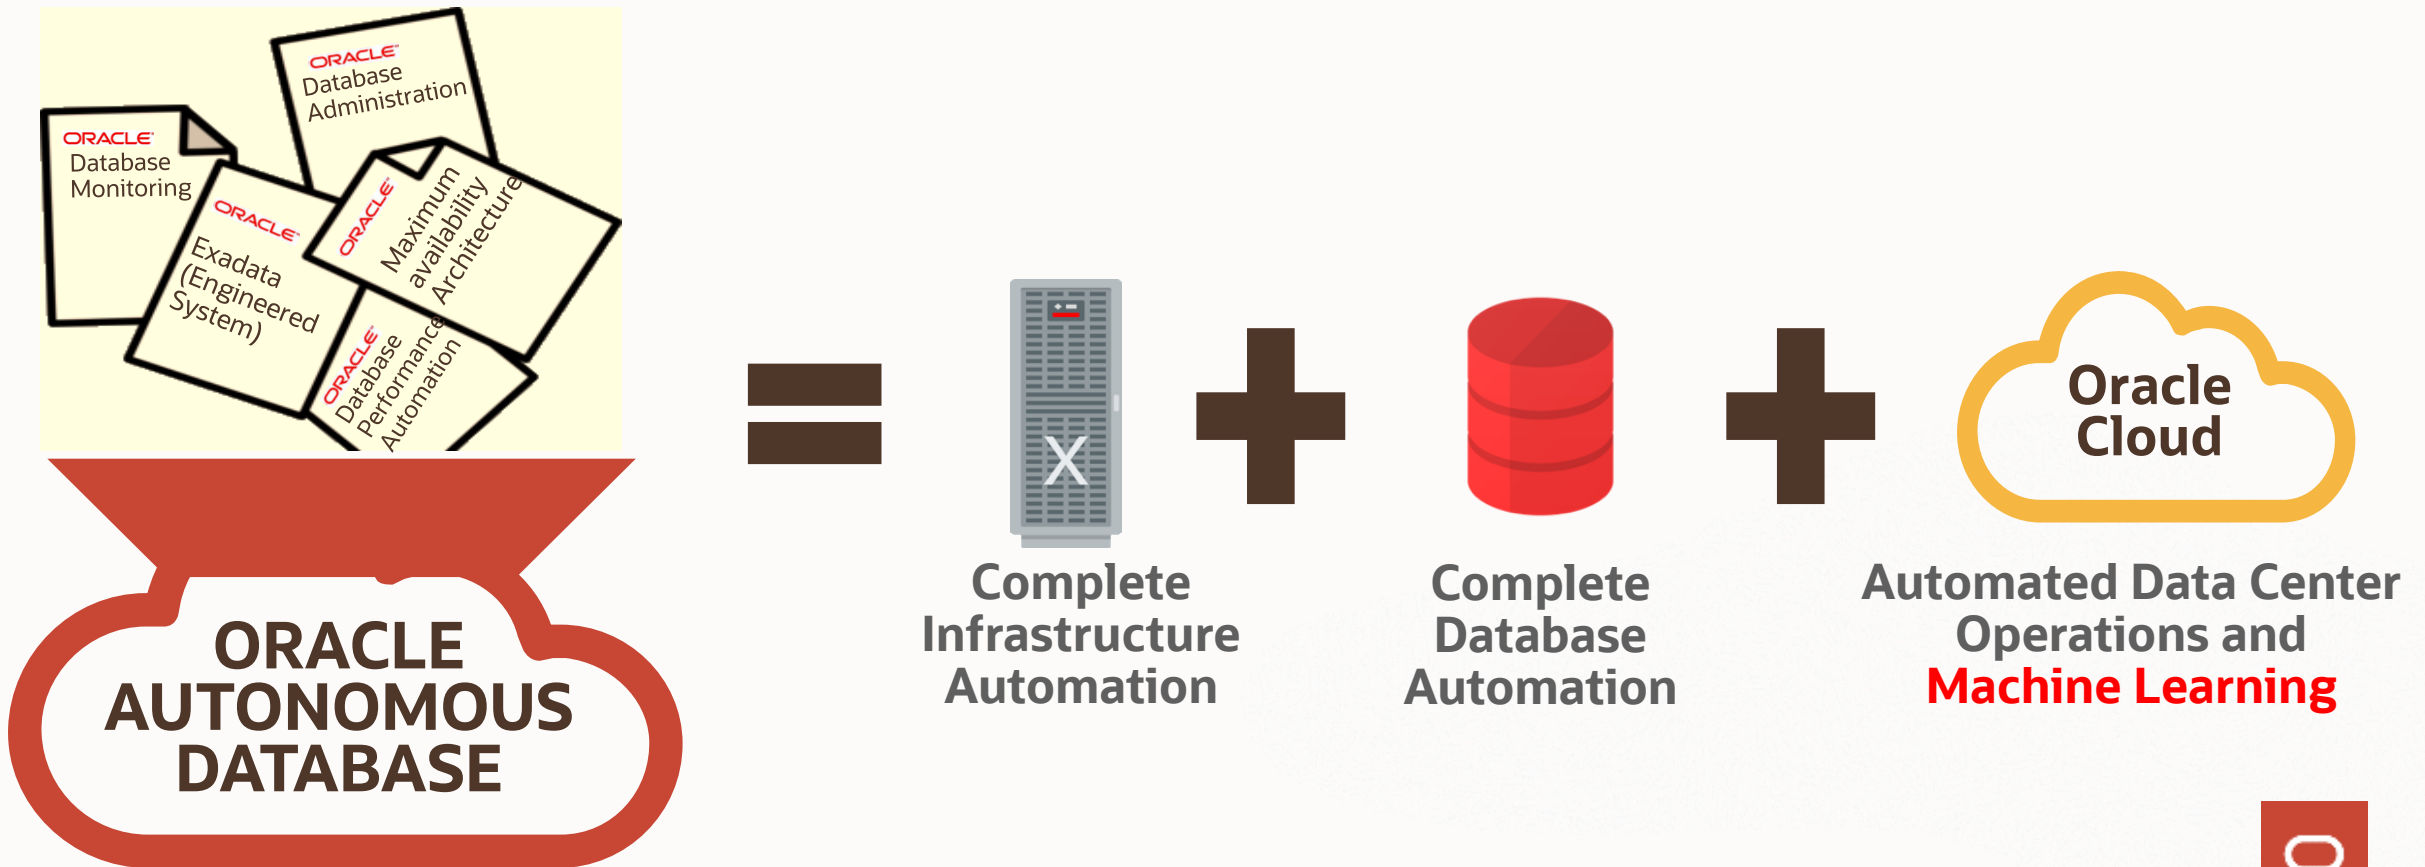 ORACLE
Database
Administration
ORACLE
Database
Monitoring
ORACLE
Exadata
(Engineered
System)
ORACLE
Maximum
availability
Architecture
ORACLE
Database
Performance
Automation
ORACLE
AUTONOMOUS
DATABASE
X
Complete
Infrastructure
Automation
Complete
Database
Automation
Oracle
Cloud
Automated Data Center
Operations and
Machine Learning